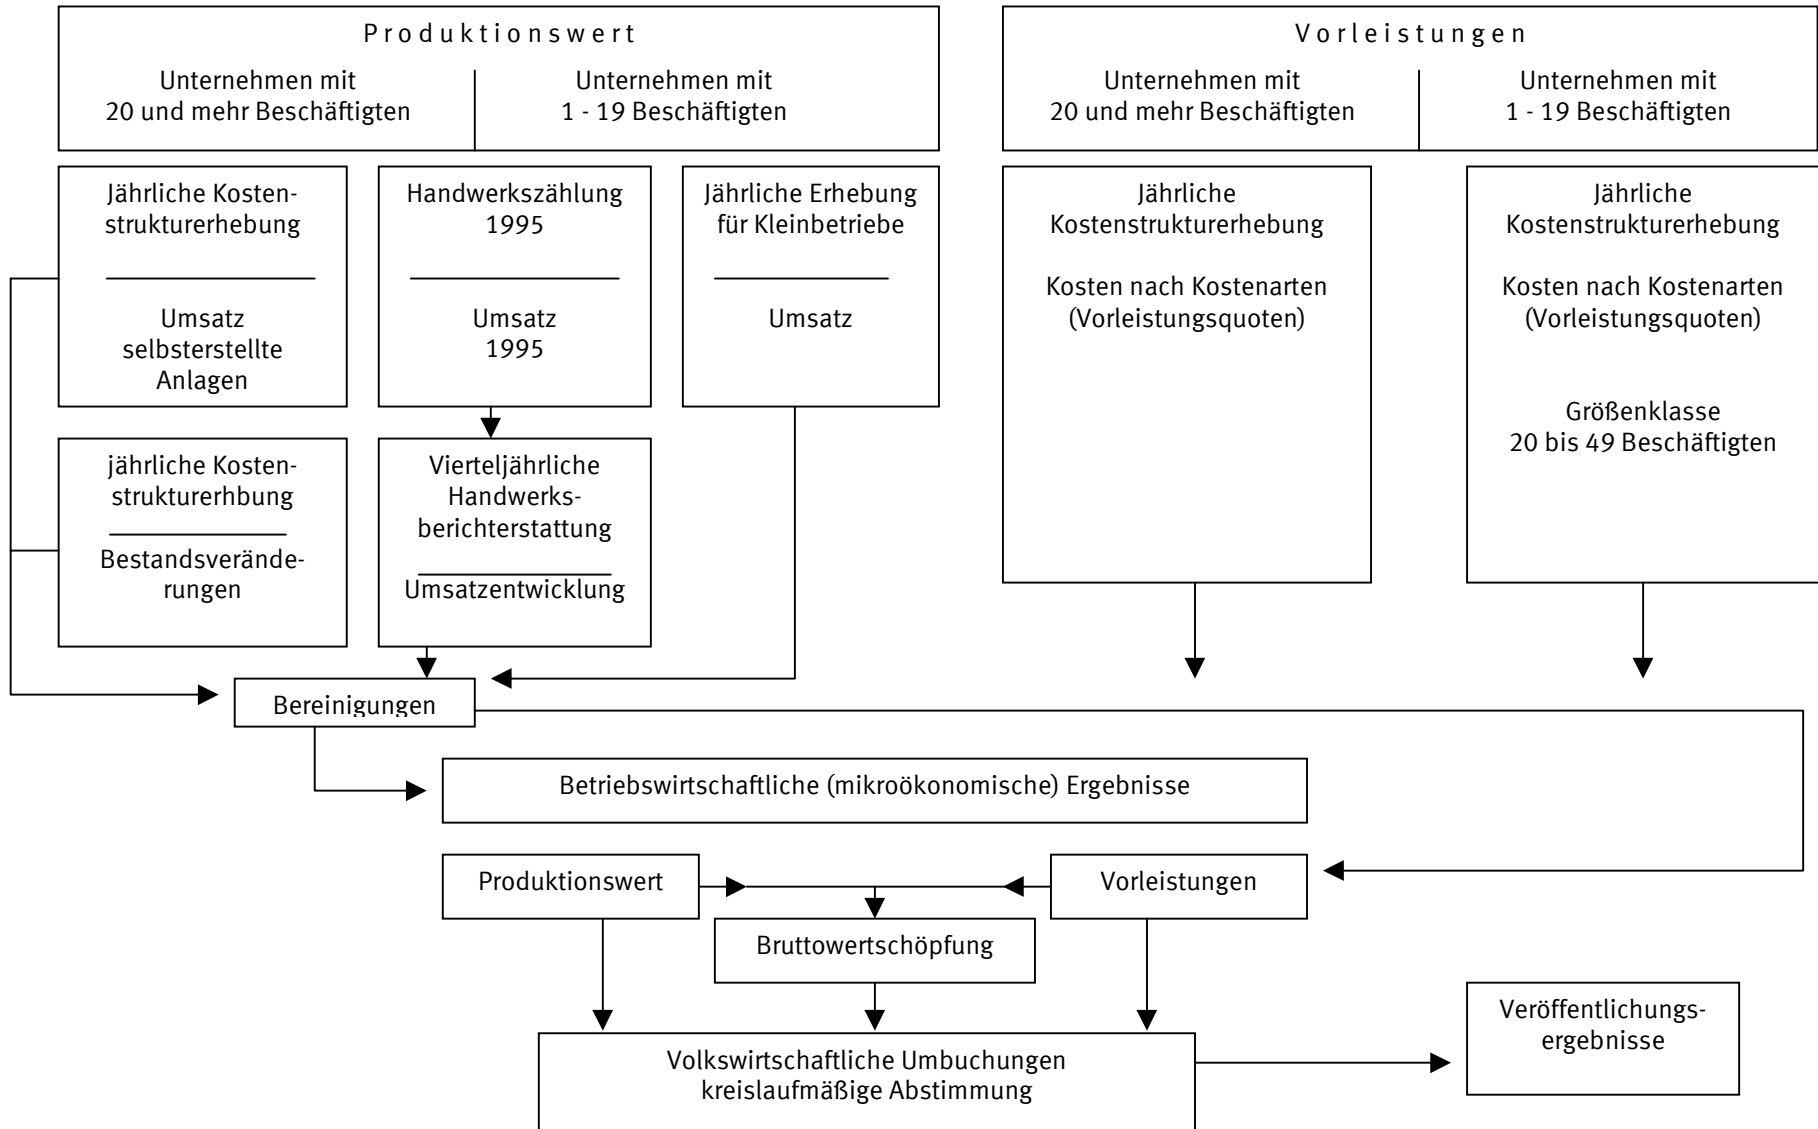 Produktionswert
Unternehmen mit
20 und mehr Beschäftigten
Unternehmen mit
1 - 19 Beschäftigten
Vorleistungen
Unternehmen mit
20 und mehr Beschäftigten
Unternehmen mit
1 - 19 Beschäftigten
Jährliche Kosten-
strukturerhebung
Umsatz
selbsterstellte
Anlagen
Handwerkszählung
1995
Umsatz
1995
Jährliche Erhebung
für Kleinbetriebe
Umsatz
Jährliche
Kostenstrukturerhebung
Kosten nach Kostenarten
(Vorleistungsquoten)
Jährliche
Kostenstrukturerhebung
Kosten nach Kostenarten
(Vorleistungsquoten)
Größenklasse
20 bis 49 Beschäftigten
jährliche Kosten-
strukturerhbung
Bestandsverände-
rungen
Vierteljährliche
Handwerks-
berichterstattung
Umsatzentwicklung
Bereinigungen
Betriebswirtschaftliche (mikroökonomische) Ergebnisse
Produktionswert
Vorleistungen
Bruttowertschöpfung
Veröffentlichungs-
ergebnisse
Volkswirtschaftliche Umbuchungen
kreislaufmäßige Abstimmung